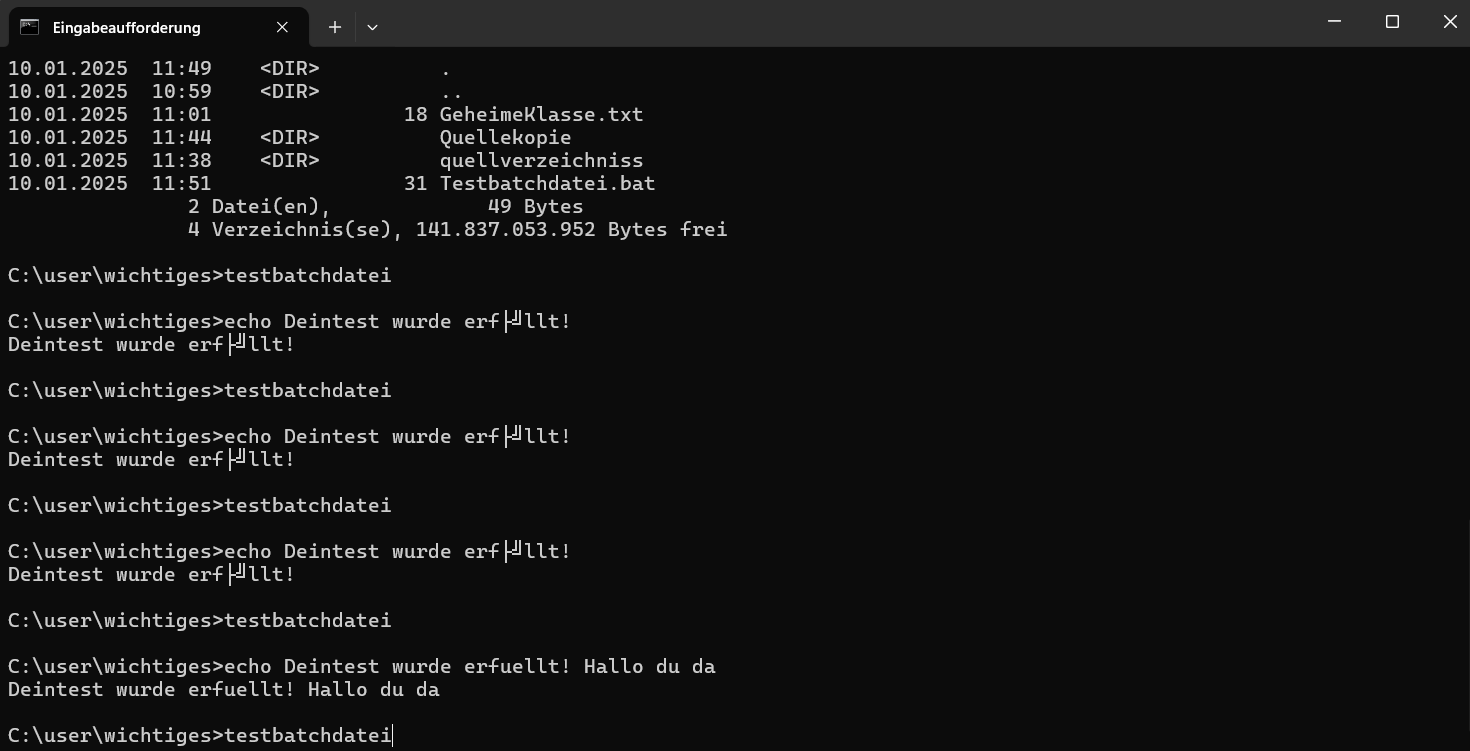 Eingabeaufforderung
10.01.2025  11:49    <DIR>          .
10.01.2025  10:59    <DIR>          ..
10.01.2025  11:01                18 GeheimeKlasse.txt
10.01.2025  11:44    <DIR>          Quellekopie
10.01.2025  11:38    <DIR>          quellverzeichniss
10.01.2025  11:51                31 Testbatchdatei.bat
               2 Datei(en),             49 Bytes
               4 Verzeichnis(se), 141.837.053.952 Bytes frei
C:\user\wichtiges>testbatchdatei
C:\user\wichtiges>echo Deintest wurde erf├╝llt!
Deintest wurde erf├╝llt!
C:\user\wichtiges>testbatchdatei
C:\user\wichtiges>echo Deintest wurde erf├╝llt!
Deintest wurde erf├╝llt!
C:\user\wichtiges>testbatchdatei
C:\user\wichtiges>echo Deintest wurde erf├╝llt!
Deintest wurde erf├╝llt!
C:\user\wichtiges>testbatchdatei
C:\user\wichtiges>echo Deintest wurde erfuellt! Hallo du da
Deintest wurde erfuellt! Hallo du da
C:\user\wichtiges>testbatchdatei